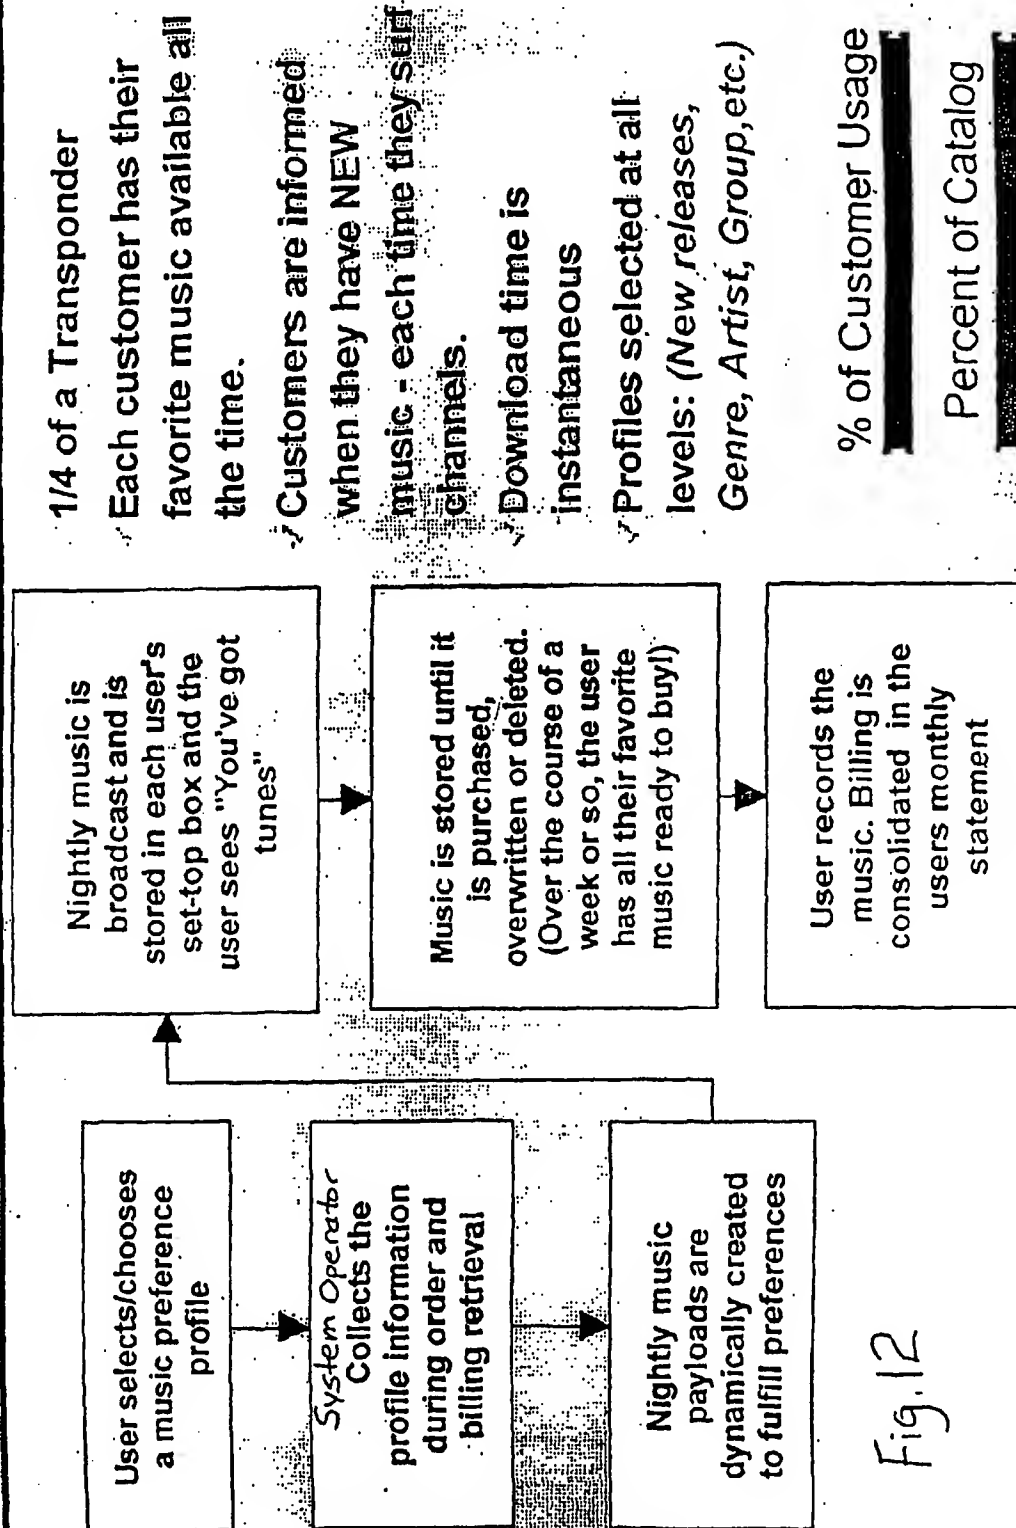 User selects/chooses
a music preference
profile
System Operator
Collects the
profile information
during order and
billing retrieval
Nightly music
payloads are
dynamically created
to fulfill preferences
Nightly music is
broadcast and is
stored in each user's
set-top box and the
user sees "You've got
tunes"
Music is stored until it
is purchased,
overwritten or deleted.
(Over the course of a
week or so, the user
has all their favorite
music ready to buy!)
User records the
music. Billing is
consolidated in the
users monthly
statement
1/4 of a Transponder
Each customer has their
favorite music available all
the time.
Customers are informed
when they have NEW
music - each time they surf
channels.
Download time is
instantaneous
Profiles selected at all
levels: (New releases,
Genre, Artist, Group, etc.)
% of Customer Usage
Percent of Catalog
Fig.12